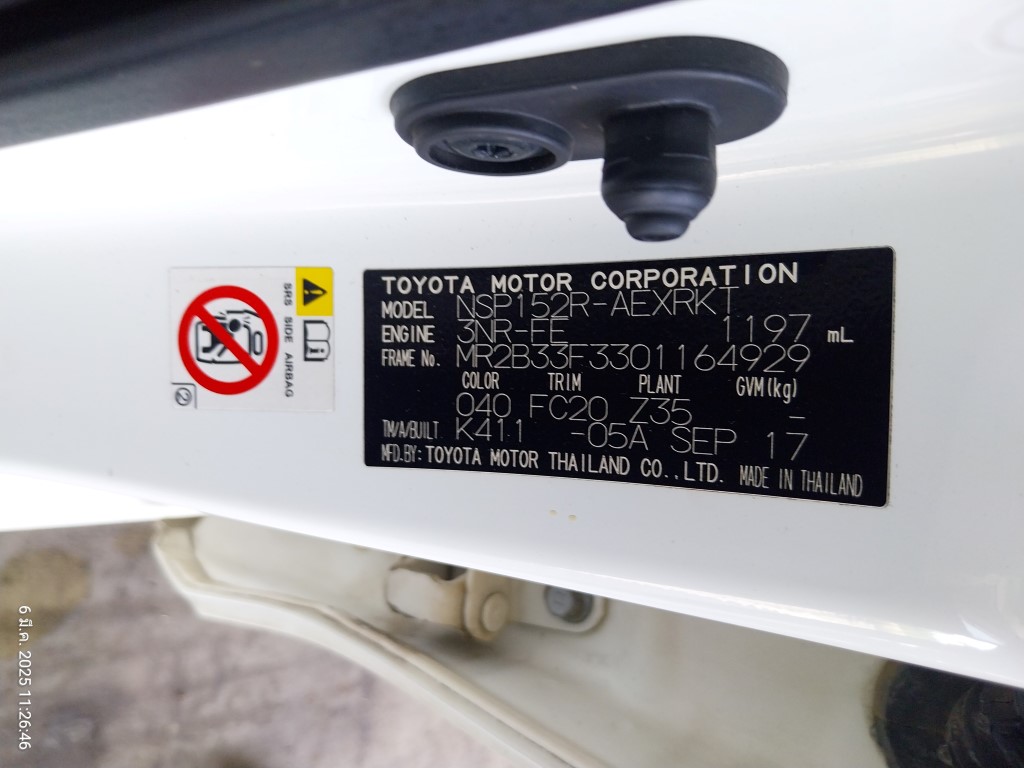 TOYOTA MOTOR CORPORATION
MODEL NSP152R-AEXRKT
ENGINE 3NR-FE 1197 mL
FRAME No. MR2B33F3301164929
COLOR TRIM PLANT GVM(kg)
040 FC20 Z35 -
TM/A/BUILT K411 -05A SEP 17
MFD.BY: TOYOTA MOTOR THAILAND CO.,LTD. MADE IN THAILAND
SRS SIDE AIRBAG
2
6 มี.ค. 2025 11:26:46